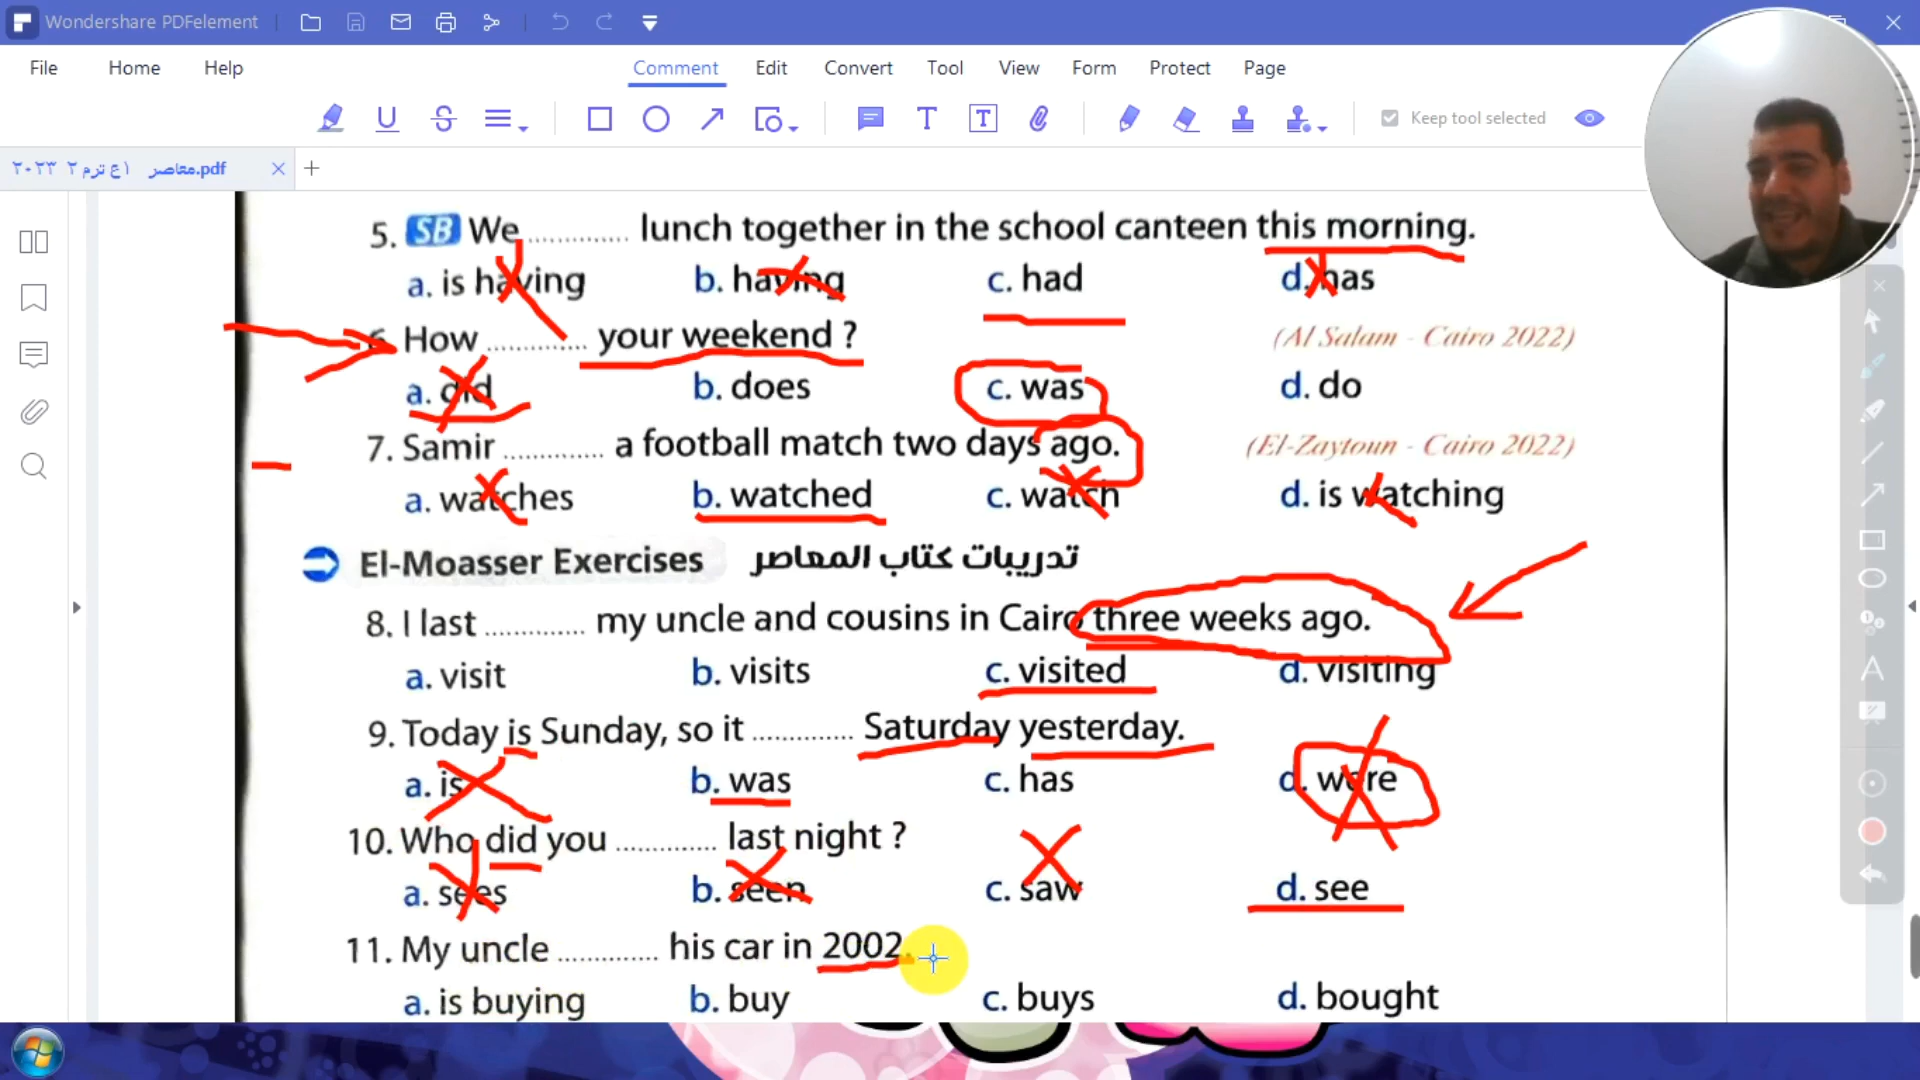 Wondershare PDFelement
File Home Help Comment Edit Convert Tool View Form Protect Page
Keep tool selected
معاصر ١ع ترم ٢ ٢٠٢٣.pdf
5. SB We ............ lunch together in the school canteen this morning.
a. is having b. having c. had d. has
6. How ............ your weekend ? (Al Salam - Cairo 2022)
a. did b. does c. was d. do
7. Samir ............ a football match two days ago. (El-Zaytoun - Cairo 2022)
a. watches b. watched c. watch d. is watching
El-Moasser Exercises تدريبات كتاب المعاصر
8. I last ............ my uncle and cousins in Cairo three weeks ago.
a. visit b. visits c. visited d. visiting
9. Today is Sunday, so it ............ Saturday yesterday.
a. is b. was c. has d. were
10. Who did you ............ last night ?
a. sees b. seen c. saw d. see
11. My uncle ............ his car in 2002.
a. is buying b. buy c. buys d. bought